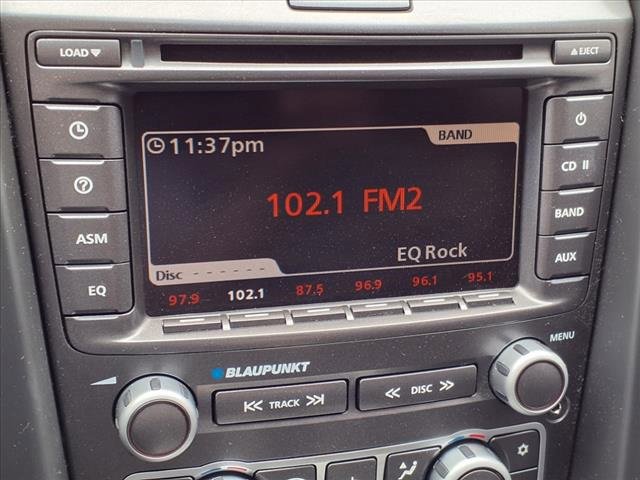 LOAD
EJECT
BAND
11:37pm
CD II
102.1 FM2
BAND
ASM
EQ Rock
AUX
Disc - - - - - -
EQ
97.9 102.1 87.5 96.9 96.1 95.1
MENU
BLAUPUNKT
TRACK
DISC